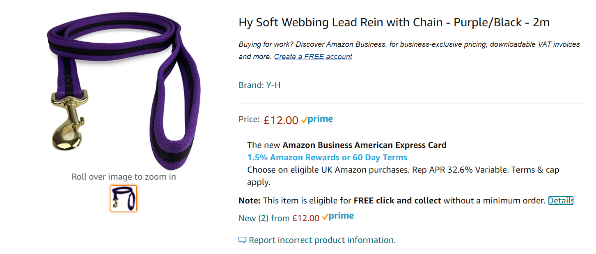 Hy Soft Webbing Lead Rein with Chain - Purple/Black - 2m
Buying for work? Discover Amazon Business, for business-exclusive pricing, downloadable VAT invoices
and more. Create a FREE account
Brand: Y-H
Price: £12.00 prime
The new Amazon Business American Express Card
1.5% Amazon Rewards or 60 Day Terms
Choose on eligible UK Amazon purchases. Rep APR 32.6% Variable. Terms & cap
apply.
Roll over image to zoom in
Note: This item is eligible for FREE click and collect without a minimum order. Details
New (2) from £12.00 prime
Report incorrect product information.